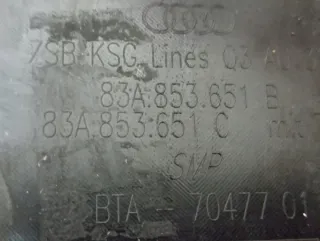 ZSB KSG Lines Q3
83A.853.651 B
83A.853.651 C
SMP
BTA - 70477 01